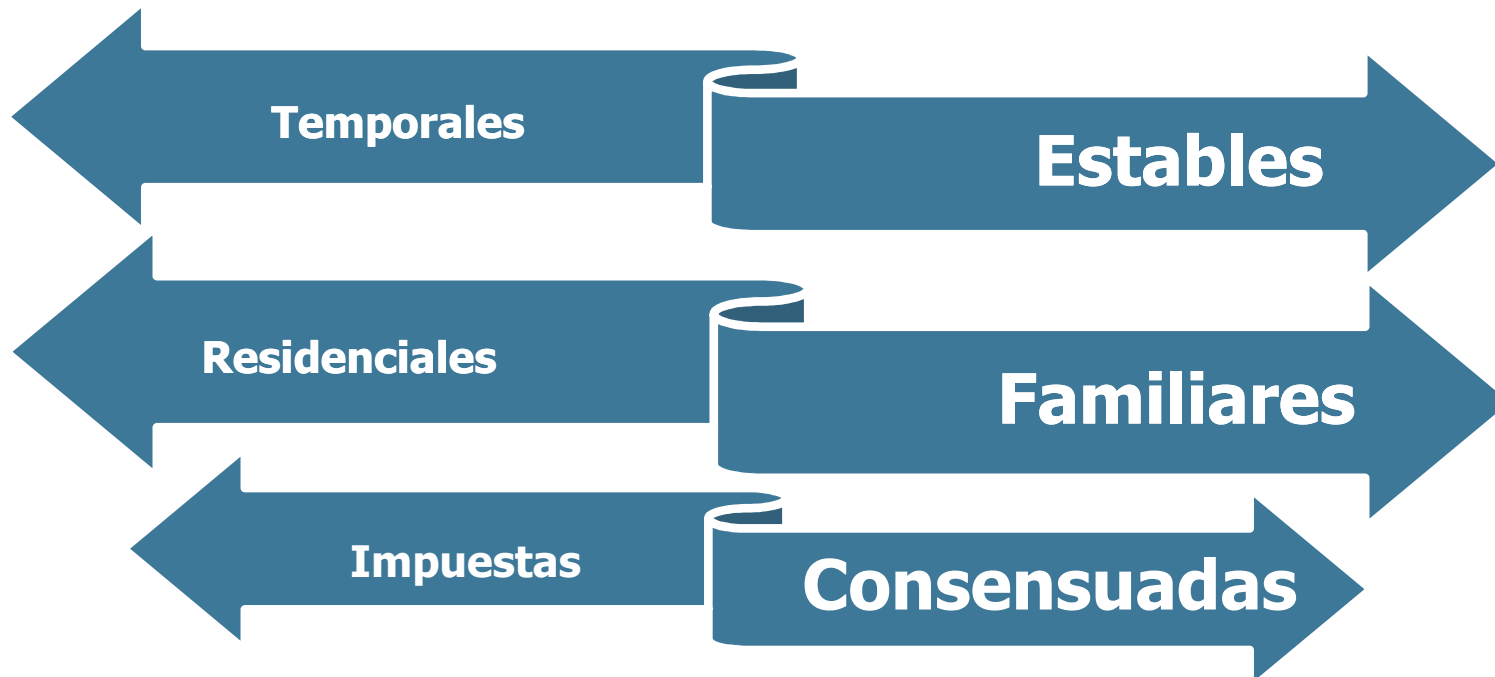 Temporales
Estables
Residenciales
Familiares
Impuestas
Consensuadas